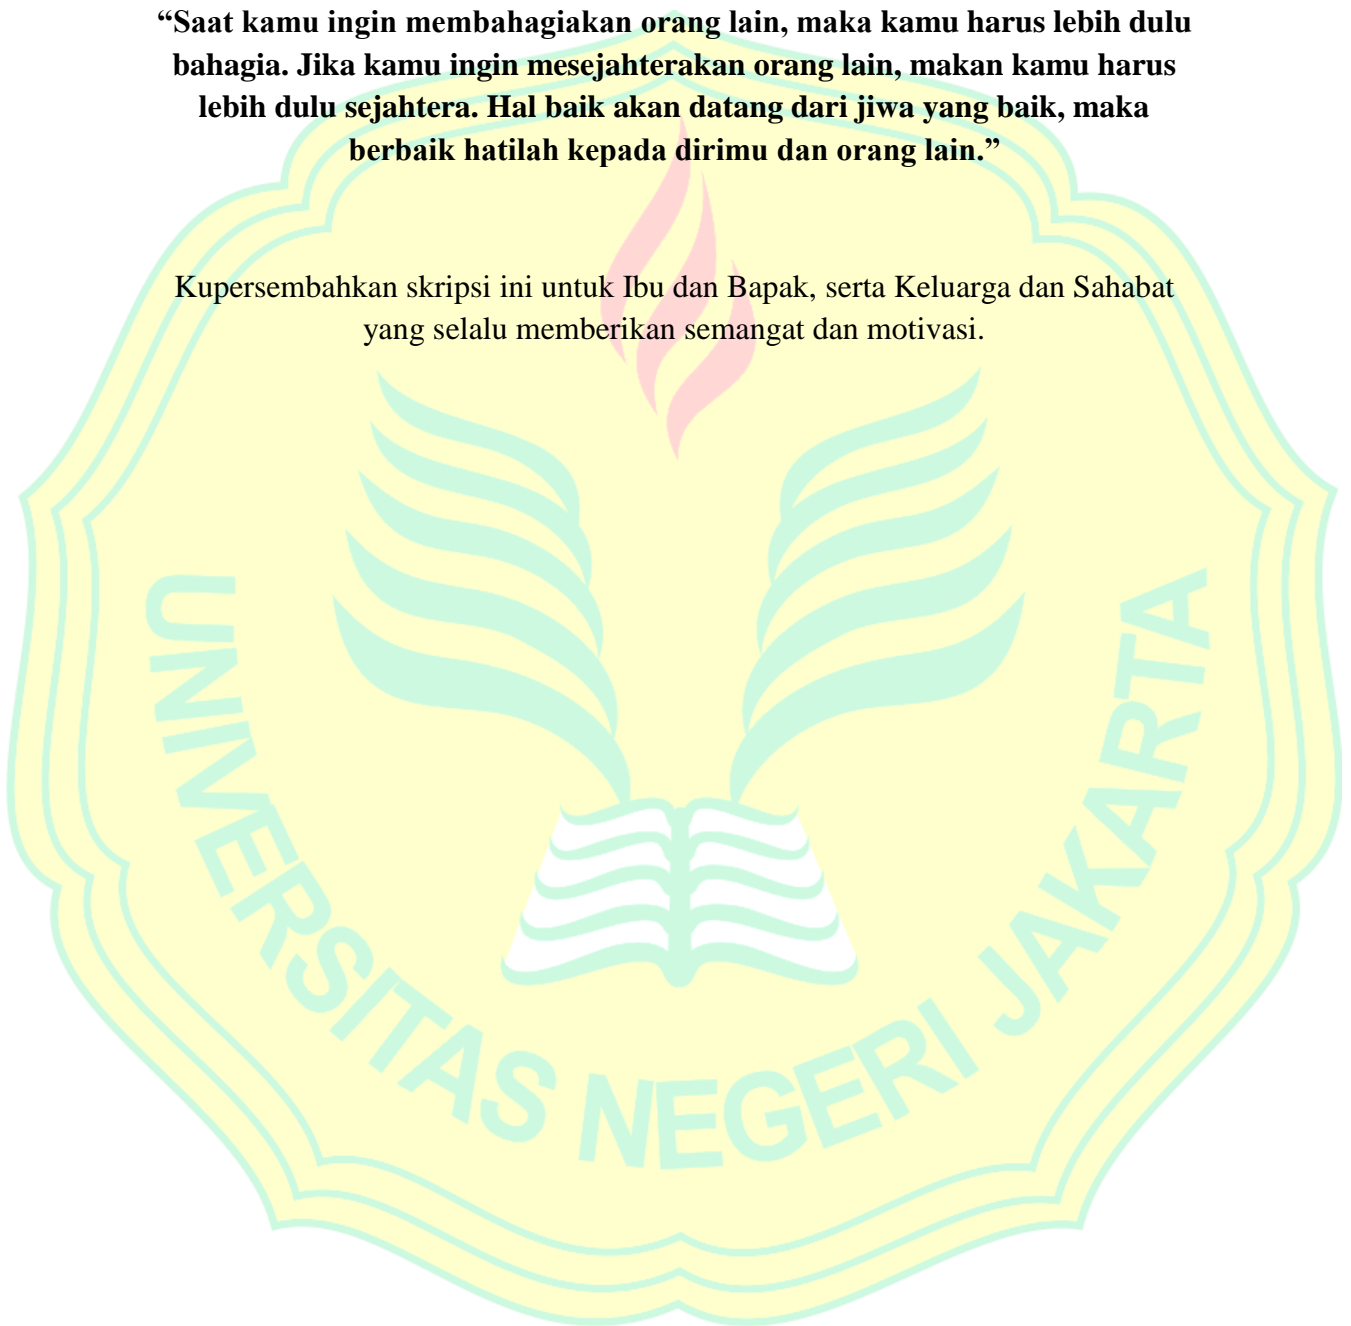 “Saat kamu ingin membahagiakan orang lain, maka kamu harus lebih dulu
bahagia. Jika kamu ingin mesejahterakan orang lain, makan kamu harus
lebih dulu sejahtera. Hal baik akan datang dari jiwa yang baik, maka
berbaik hatilah kepada dirimu dan orang lain.”
Kupersembahkan skripsi ini untuk Ibu dan Bapak, serta Keluarga dan Sahabat
yang selalu memberikan semangat dan motivasi.
UNIVERSITAS NEGERI JAKARTA